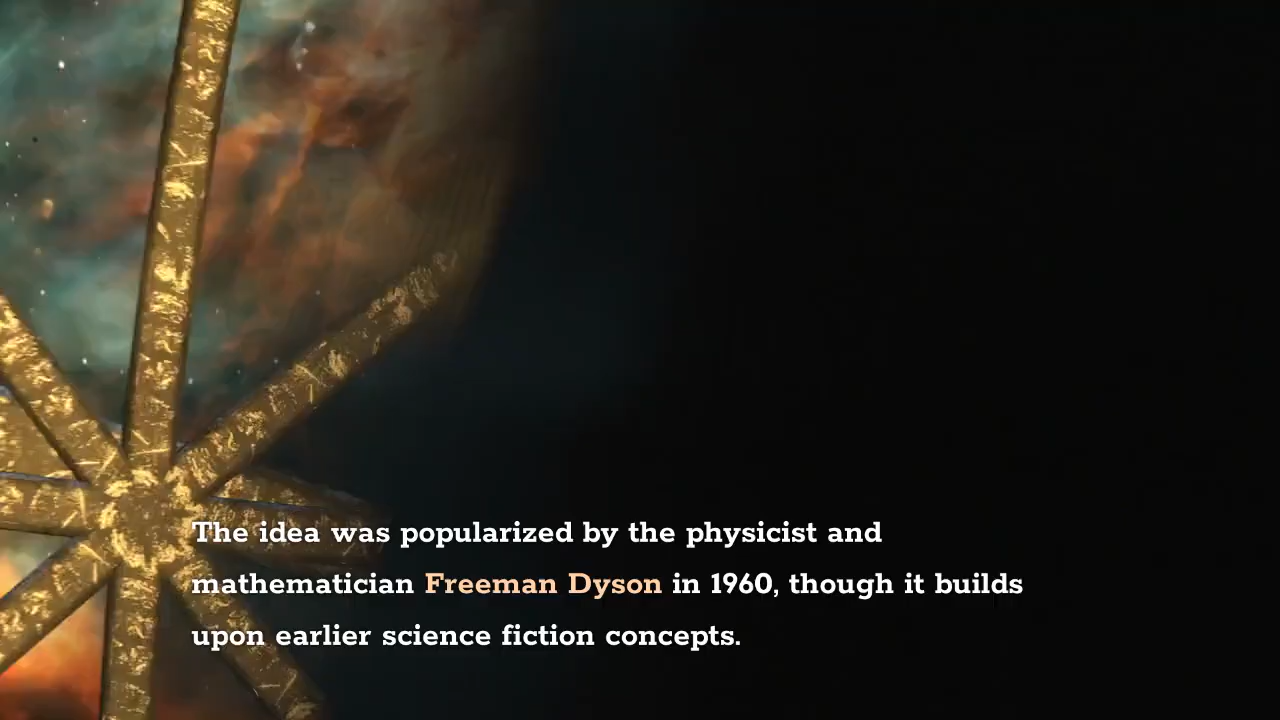 The idea was popularized by the physicist and
mathematician Freeman Dyson in 1960, though it builds
upon earlier science fiction concepts.